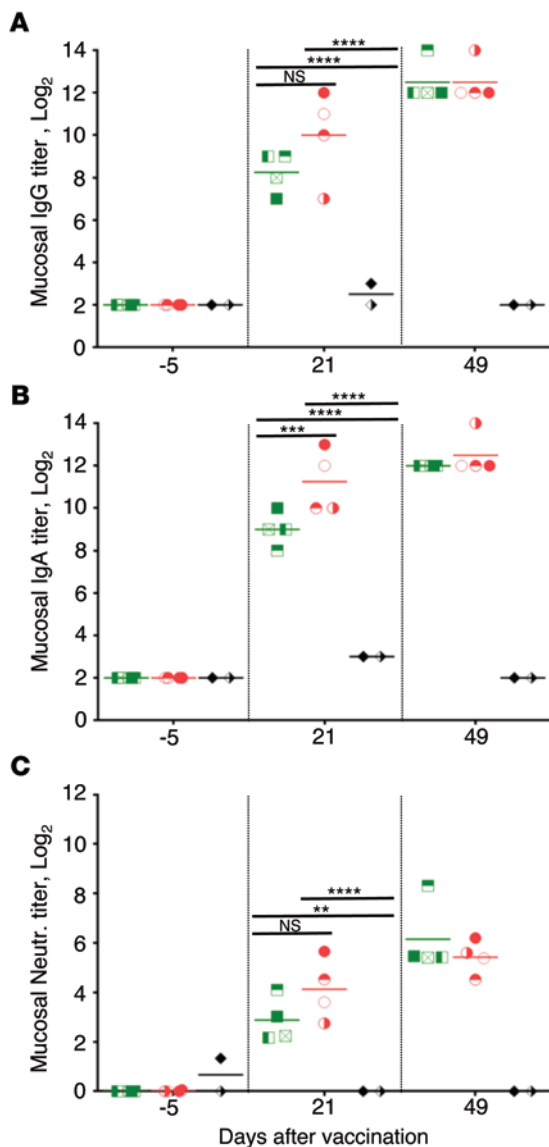 A
Mucosal IgG titer , Log2
14
12
10
8
6
4
2
0
****
****
NS
-5 21 49
B
Mucosal IgA titer, Log2
14
12
10
8
6
4
2
0
****
****
***
-5 21 49
C
Mucosal Neutr. titer, Log2
12
10
8
6
4
2
0
****
**
NS
-5 21 49
Days after vaccination